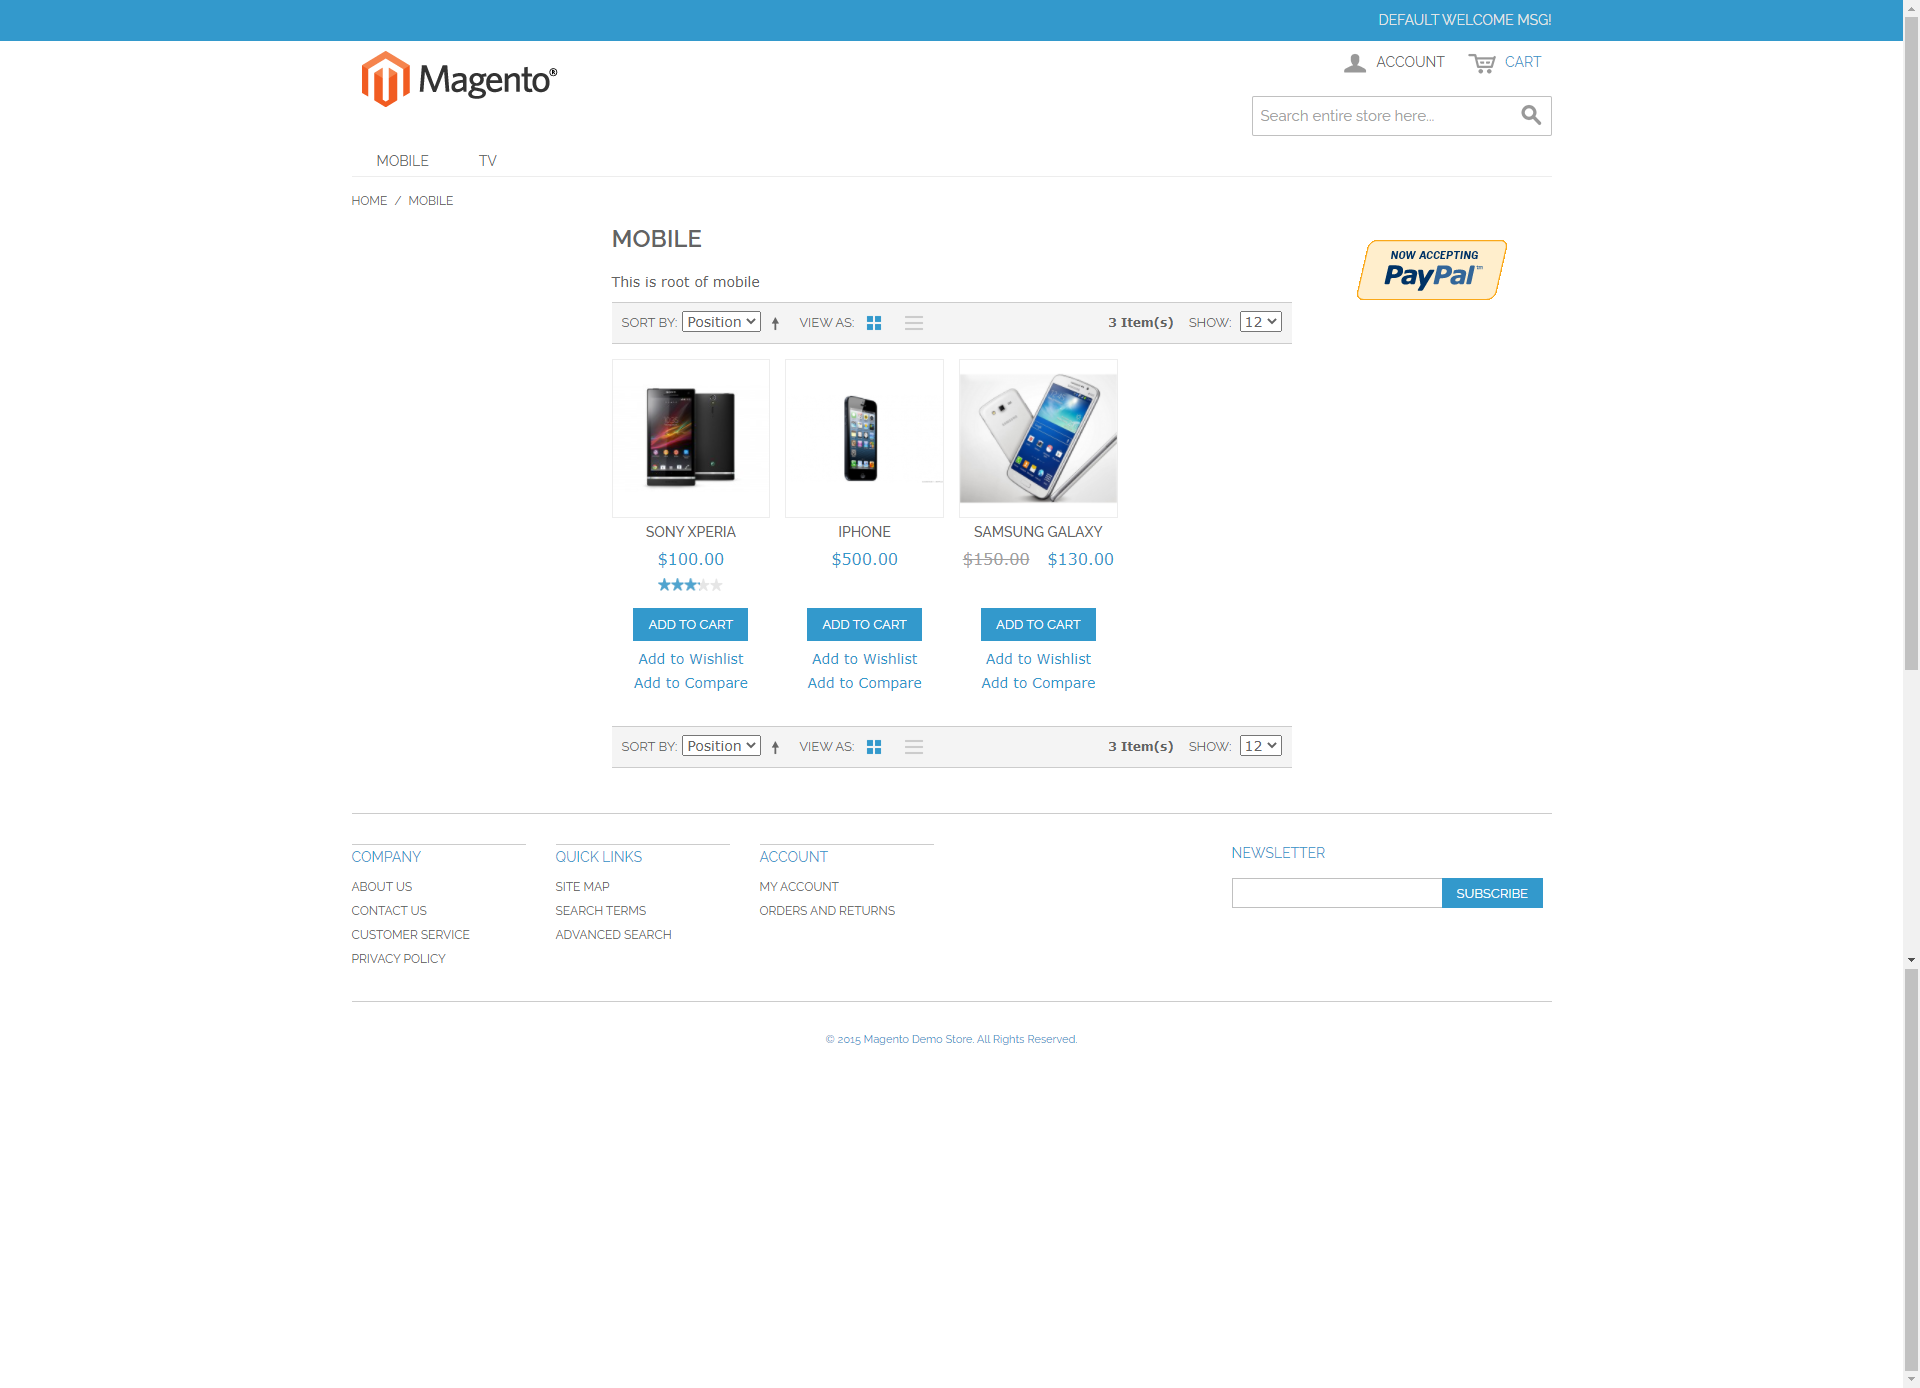 DEFAULT WELCOME MSG!
Magento®
ACCOUNT
CART
Search entire store here...
MOBILE
TV
HOME / MOBILE
MOBILE
NOW ACCEPTING
PayPal™
This is root of mobile
SORT BY: Position VIEW AS: 3 Item(s) SHOW: 12
SONY XPERIA
$100.00
ADD TO CART
Add to Wishlist
Add to Compare
IPHONE
$500.00
ADD TO CART
Add to Wishlist
Add to Compare
SAMSUNG GALAXY
$150.00 $130.00
ADD TO CART
Add to Wishlist
Add to Compare
SORT BY: Position VIEW AS: 3 Item(s) SHOW: 12
COMPANY
ABOUT US
CONTACT US
CUSTOMER SERVICE
PRIVACY POLICY
QUICK LINKS
SITE MAP
SEARCH TERMS
ADVANCED SEARCH
ACCOUNT
MY ACCOUNT
ORDERS AND RETURNS
NEWSLETTER
SUBSCRIBE
© 2015 Magento Demo Store. All Rights Reserved.